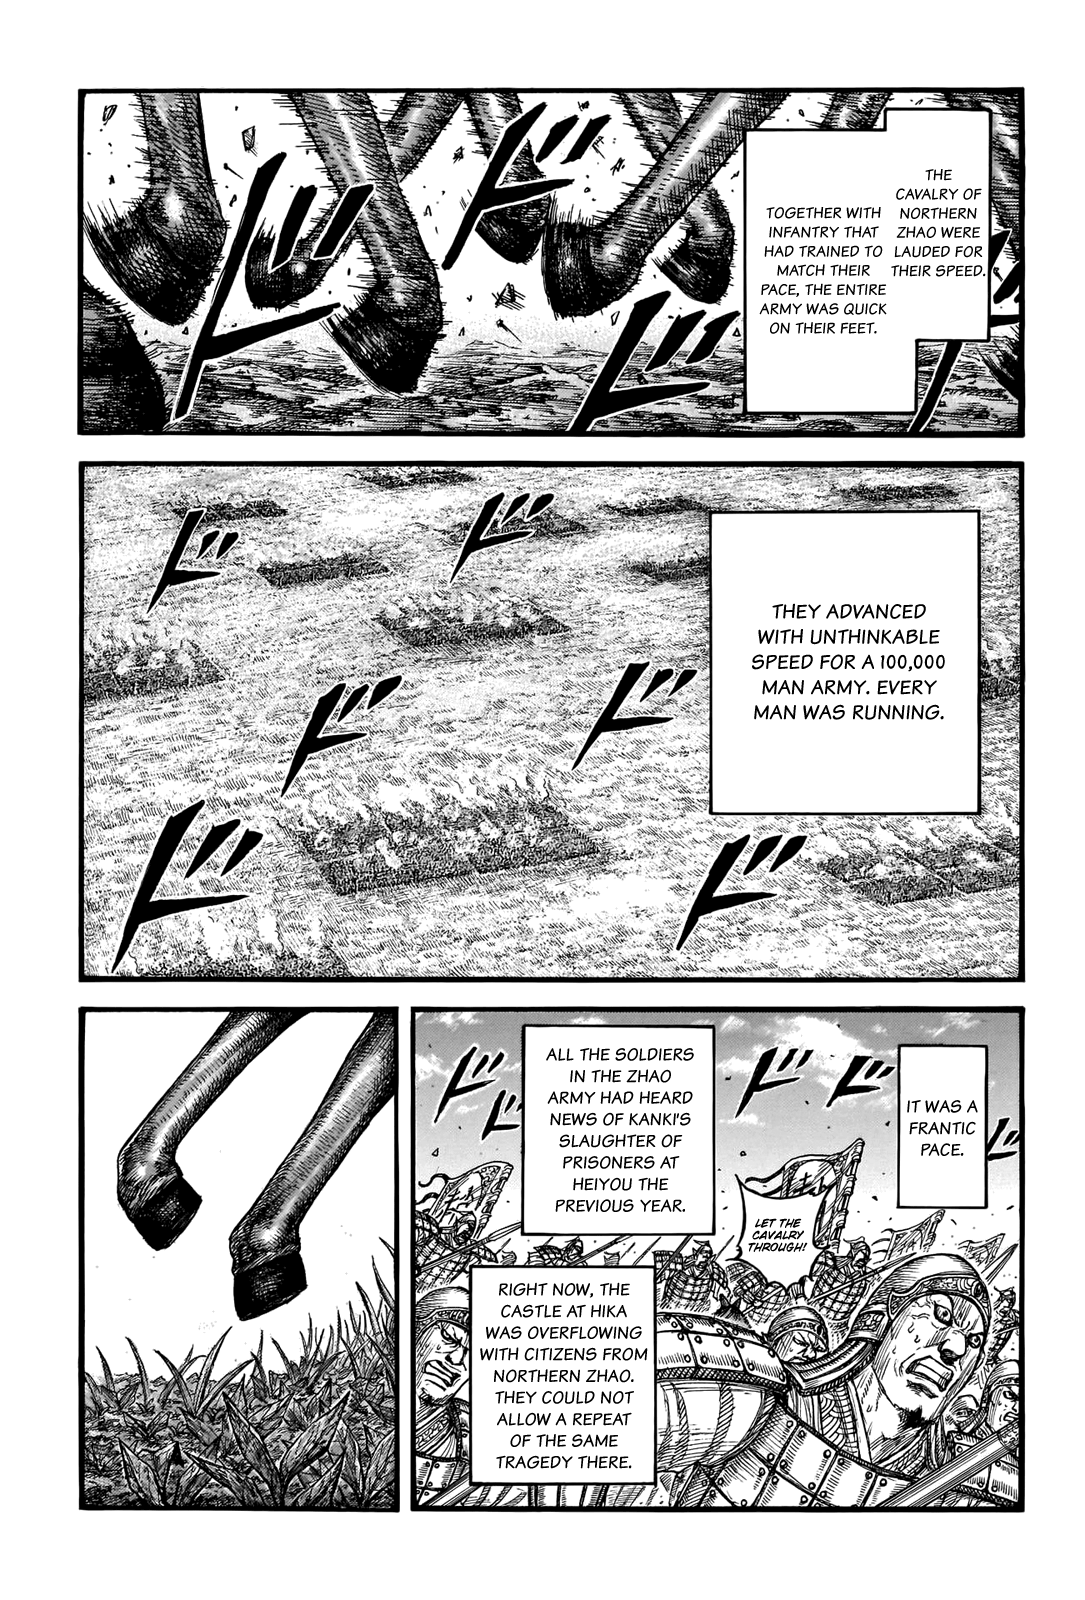 THE
CAVALRY OF
NORTHERN
ZHAO WERE
LAUDED FOR
THEIR SPEED.
TOGETHER WITH
INFANTRY THAT
HAD TRAINED TO
MATCH THEIR
PACE, THE ENTIRE
ARMY WAS QUICK
ON THEIR FEET.
ド
ド
ド
THEY ADVANCED
WITH UNTHINKABLE
SPEED FOR A 100,000
MAN ARMY. EVERY
MAN WAS RUNNING.
ド
ド
ド
ド
ド
ド
IT WAS A
FRANTIC
PACE.
ド
ド
ド
ド
ド
ALL THE SOLDIERS
IN THE ZHAO
ARMY HAD HEARD
NEWS OF KANKI'S
SLAUGHTER OF
PRISONERS AT
HEIYOU THE
PREVIOUS YEAR.
LET THE
CAVALRY
THROUGH!
RIGHT NOW, THE
CASTLE AT HIKA
WAS OVERFLOWING
WITH CITIZENS FROM
NORTHERN ZHAO.
THEY COULD NOT
ALLOW A REPEAT
OF THE SAME
TRAGEDY THERE.